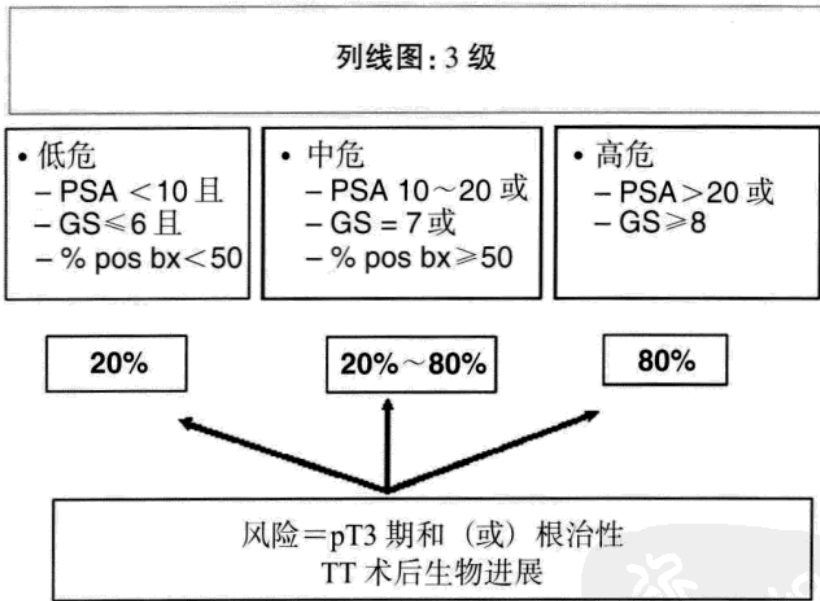 列线图：3 级
• 低危
– PSA <10 且
– GS≤6 且
– % pos bx<50
• 中危
– PSA 10～20 或
– GS = 7 或
– % pos bx≥50
• 高危
– PSA>20 或
– GS≥8
20%
20%～80%
80%
风险＝pT3 期和（或）根治性
TT 术后生物进展